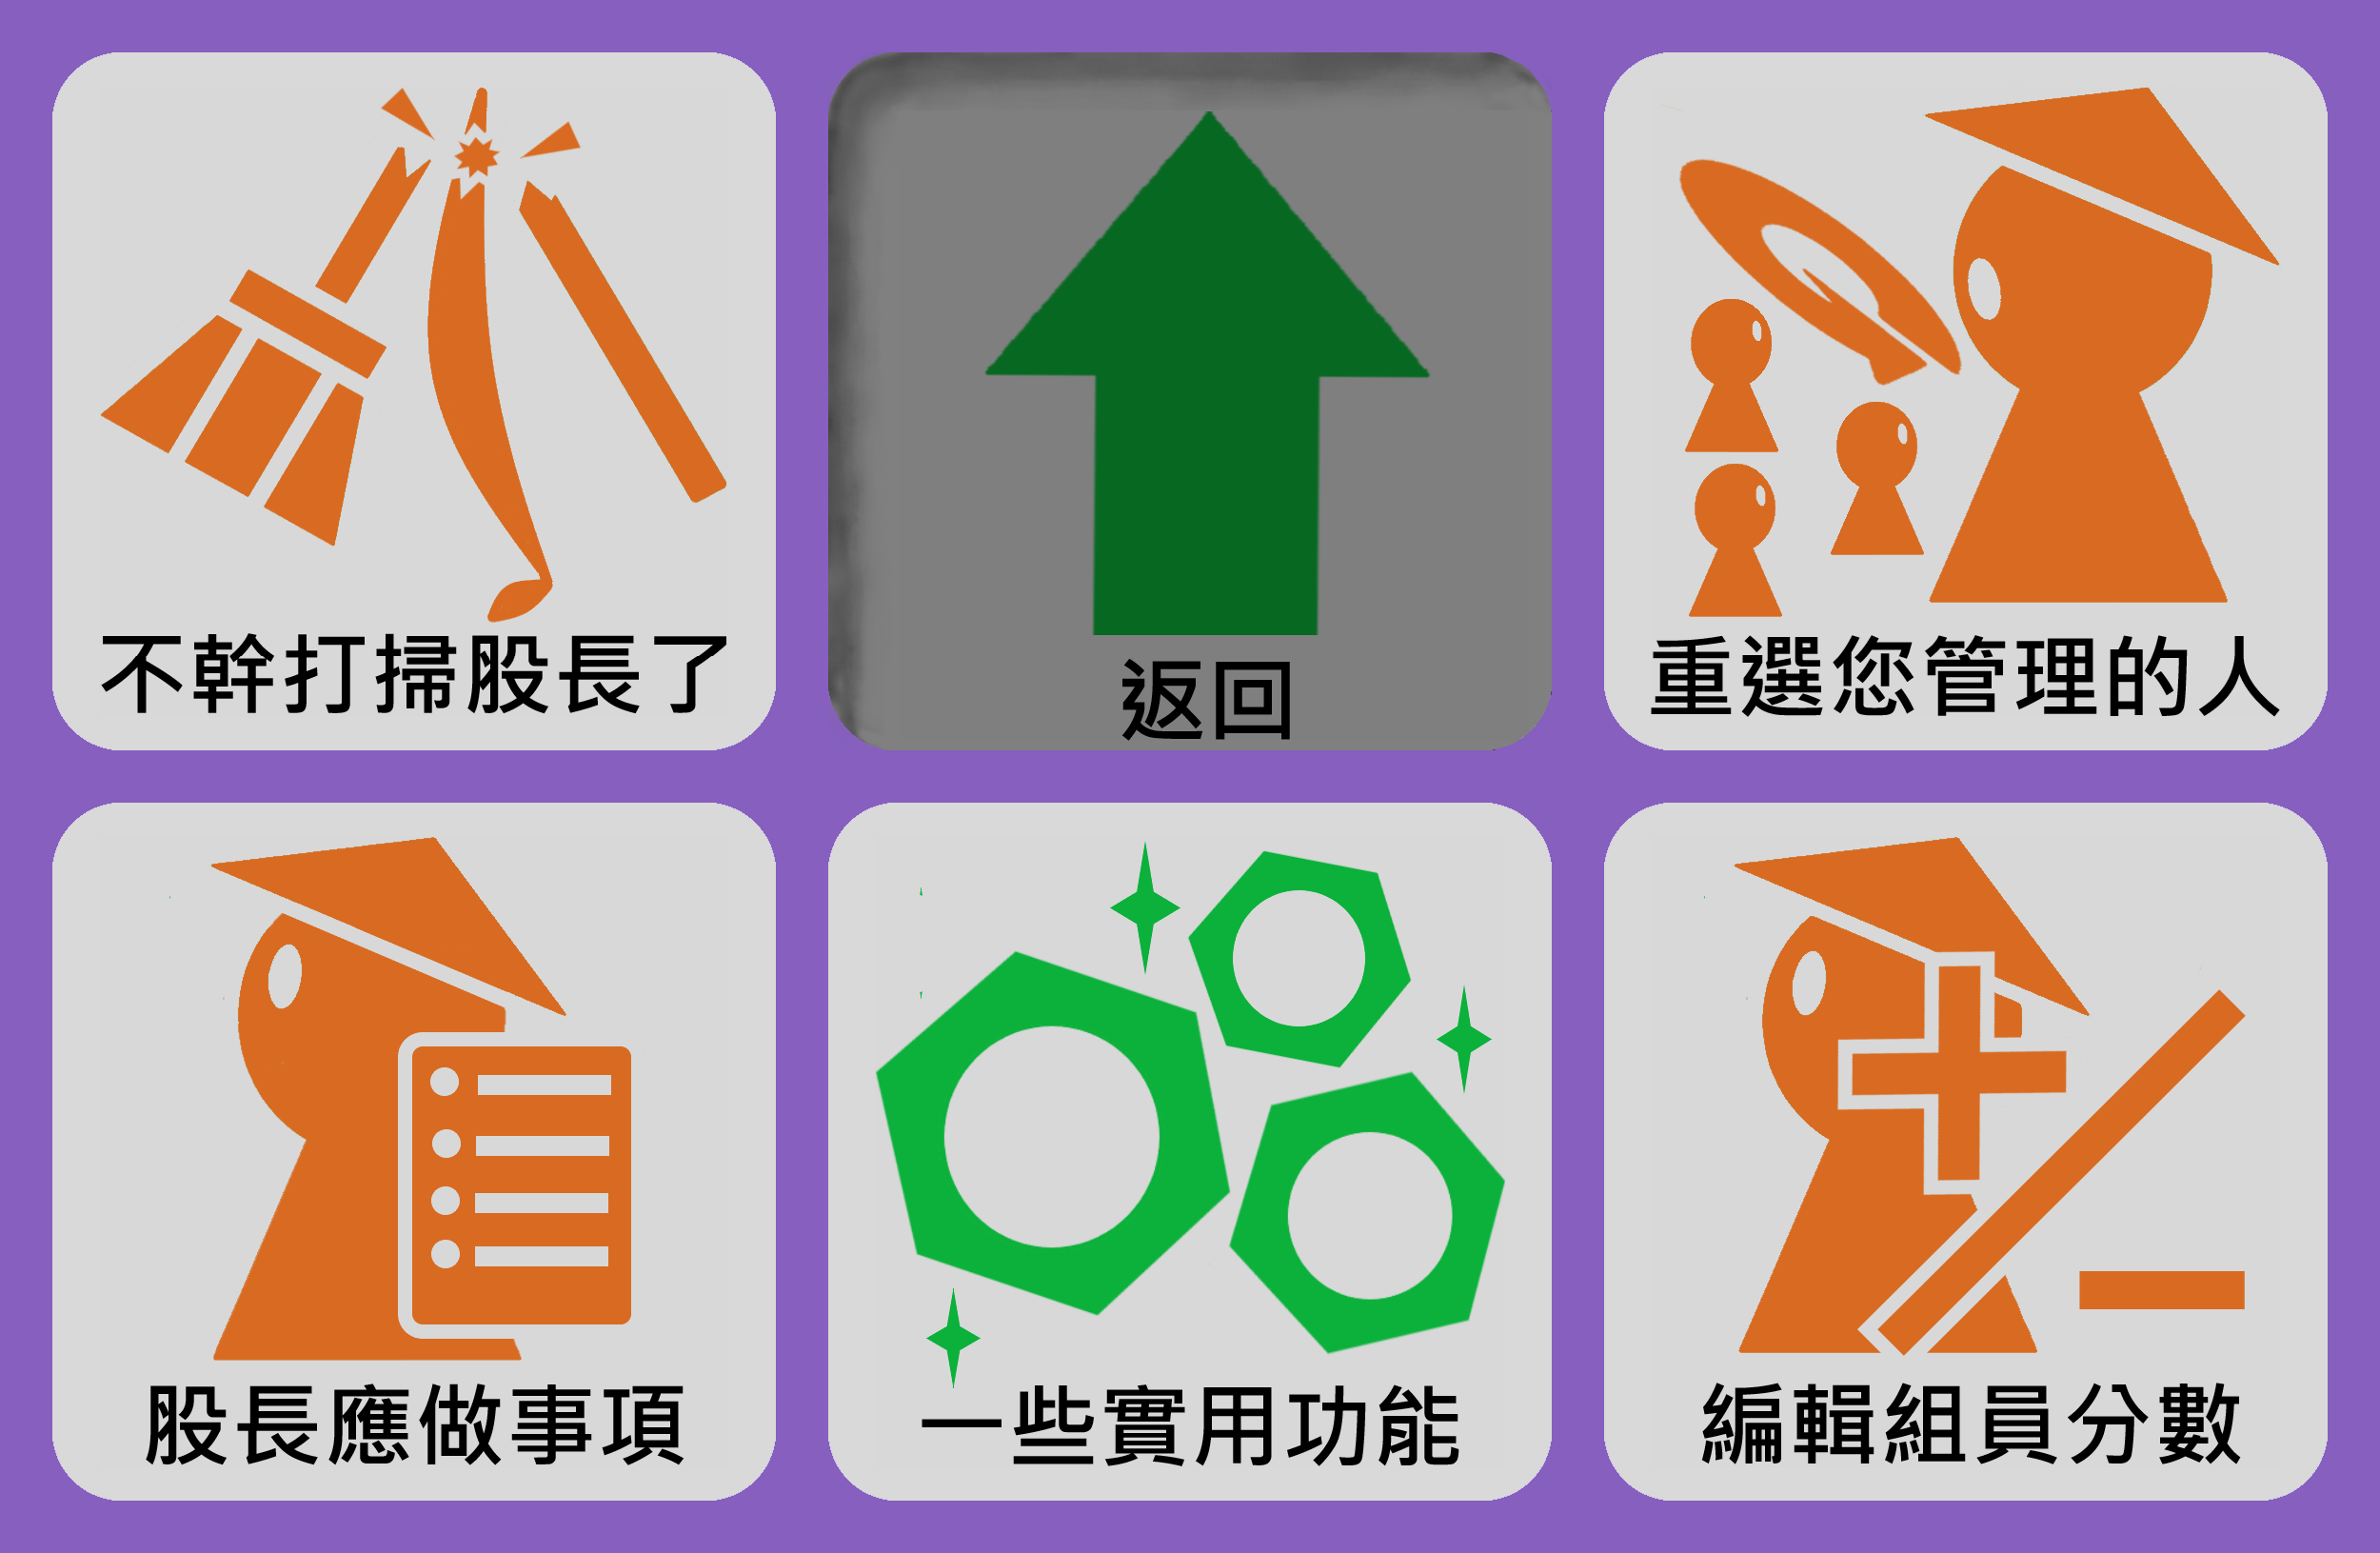 不幹打掃股長了
返回
重選您管理的人
股長應做事項
一些實用功能
編輯組員分數